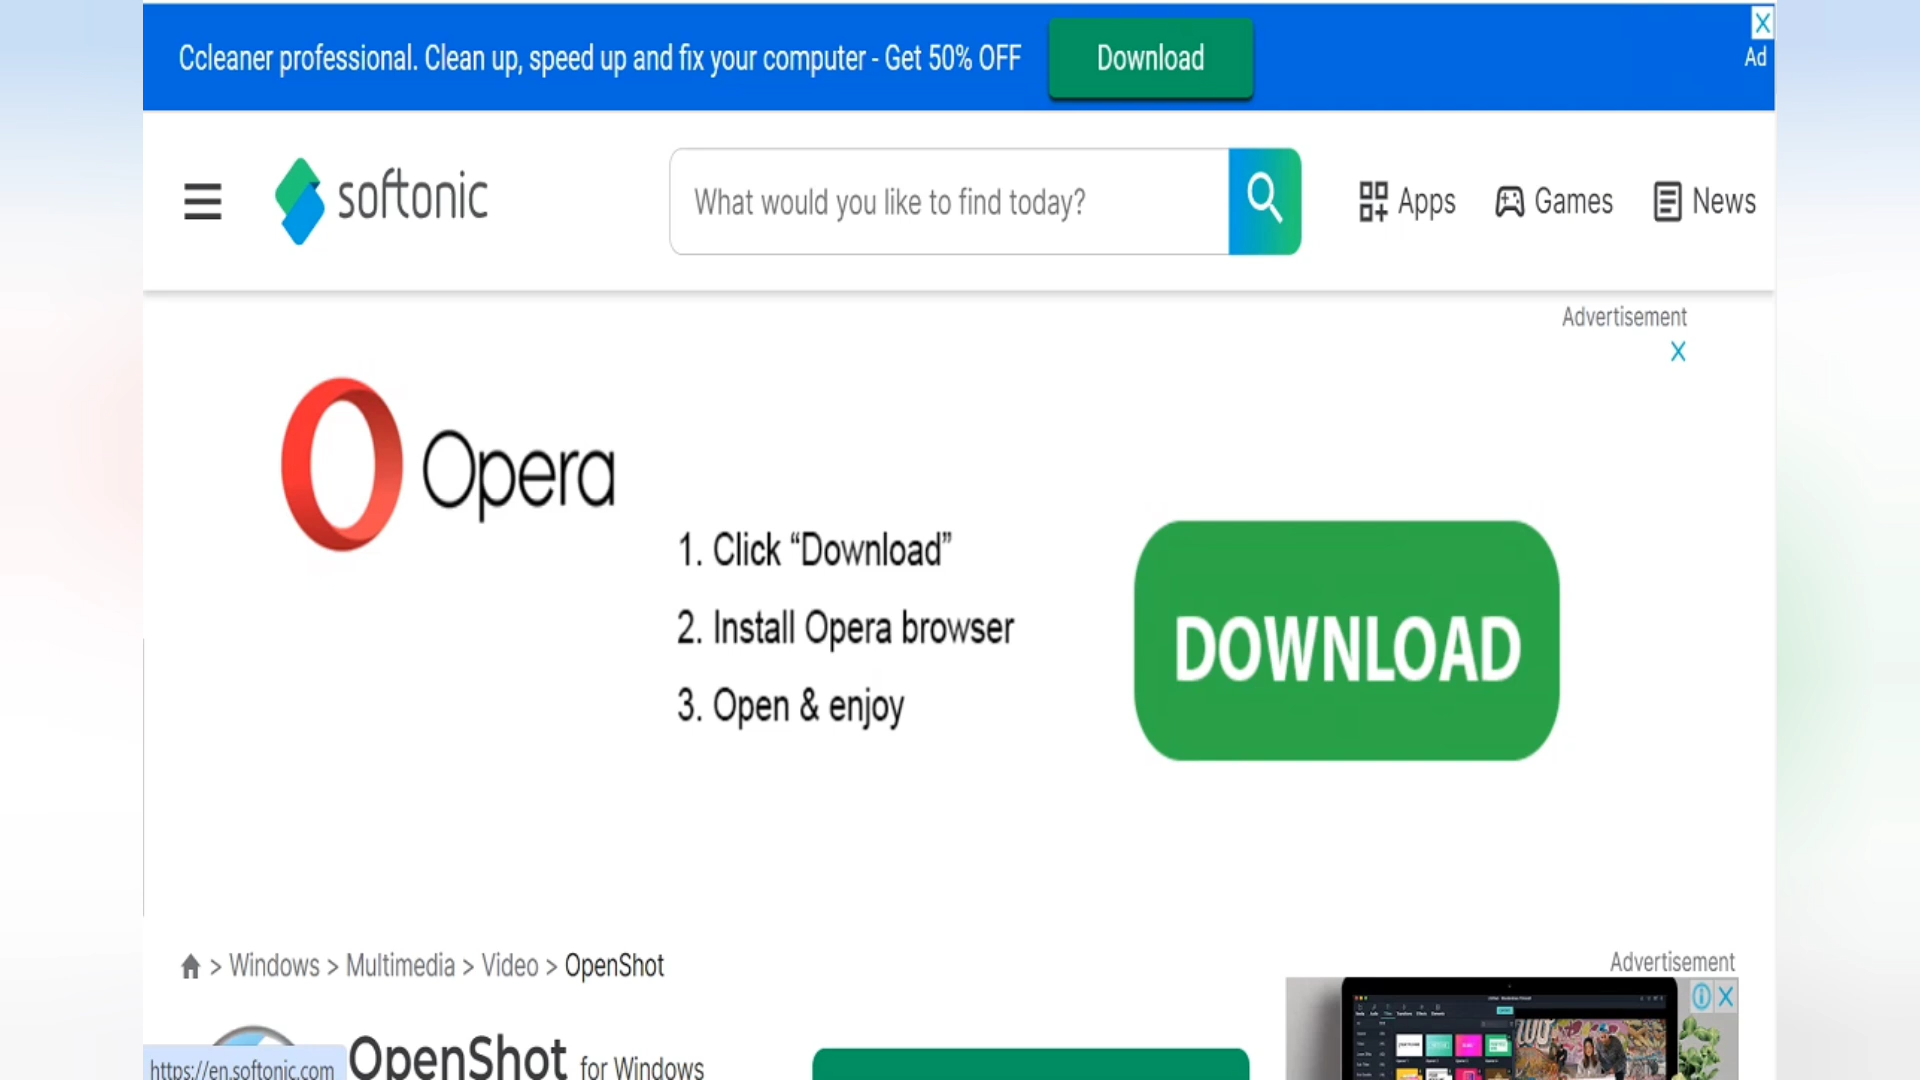 Ccleaner professional. Clean up, speed up and fix your computer - Get 50% OFF
Download
X
Ad
softonic
What would you like to find today?
Apps
Games
News
Advertisement
X
Opera
1. Click “Download”
2. Install Opera browser
3. Open & enjoy
DOWNLOAD
> Windows > Multimedia > Video > OpenShot
Advertisement
OpenShot for Windows
https://en.softonic.com